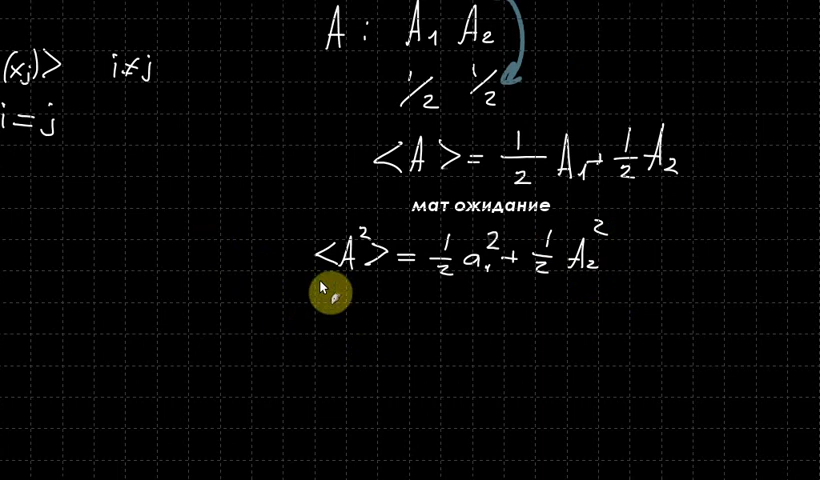 A : A₁ A₂
(xⱼ)> i≠j
1/2 1/2
i=j
<A> = 1/2 A₁ + 1/2 A₂
мат ожидание
<A²> = 1/2 a₁² + 1/2 A₂²